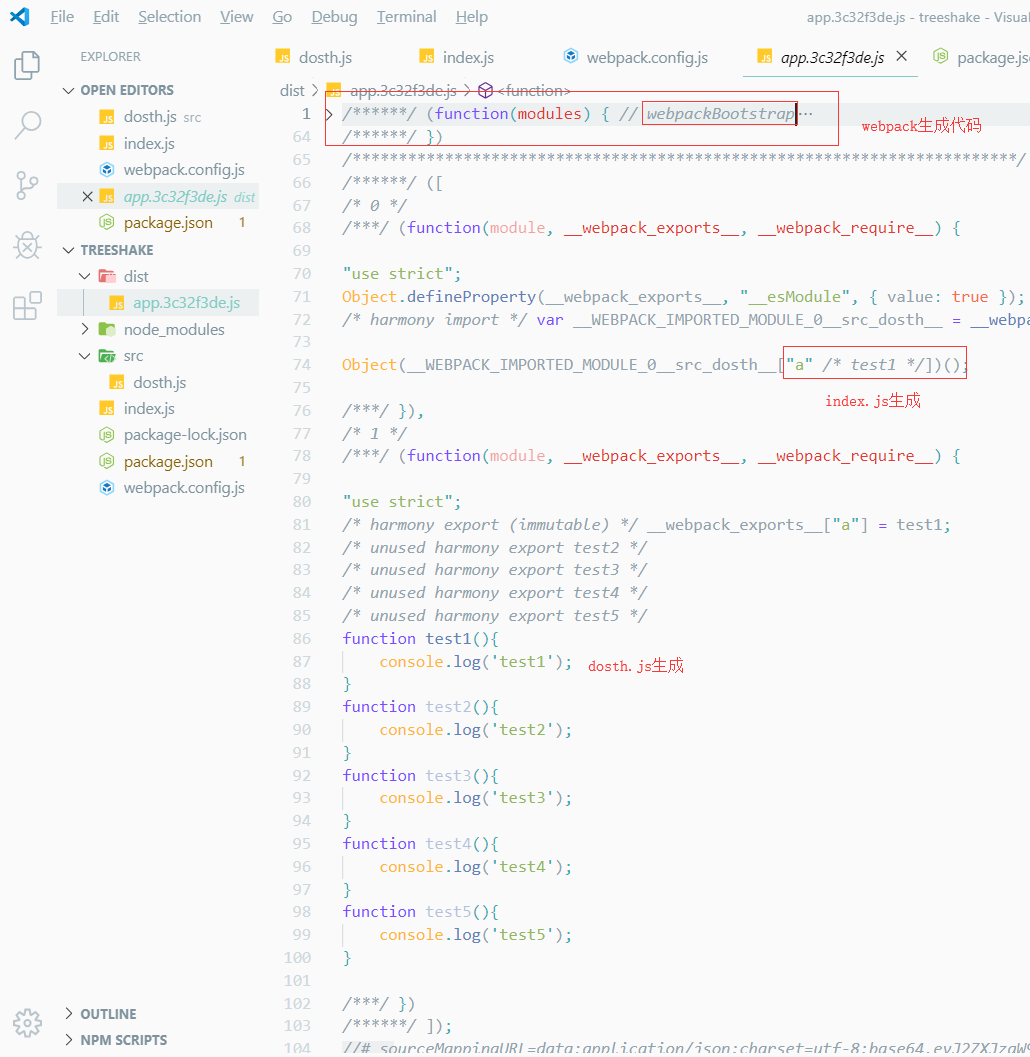 File Edit Selection View Go Debug Terminal Help app.3c32f3de.js - treeshake - Visual
EXPLORER
OPEN EDITORS
dosth.js src
index.js
webpack.config.js
app.3c32f3de.js dist
package.json 1
TREESHAKE
dist
app.3c32f3de.js
node_modules
src
dosth.js
index.js
package-lock.json
package.json 1
webpack.config.js
OUTLINE
NPM SCRIPTS
dosth.js index.js webpack.config.js app.3c32f3de.js package.js
dist > app.3c32f3de.js > <function>
1 /******/ (function(modules) { // webpackBootstrap…
webpack生成代码
64 /******/ })
65 /************************************************************************/
66 /******/ ([
67 /* 0 */
68 /***/ (function(module, __webpack_exports__, __webpack_require__) {
69
70 "use strict";
71 Object.defineProperty(__webpack_exports__, "__esModule", { value: true });
72 /* harmony import */ var __WEBPACK_IMPORTED_MODULE_0__src_dosth__ = __webpa
73
74 Object(__WEBPACK_IMPORTED_MODULE_0__src_dosth__["a" /* test1 */])();
75
index.js生成
76 /***/ }),
77 /* 1 */
78 /***/ (function(module, __webpack_exports__, __webpack_require__) {
79
80 "use strict";
81 /* harmony export (immutable) */ __webpack_exports__["a"] = test1;
82 /* unused harmony export test2 */
83 /* unused harmony export test3 */
84 /* unused harmony export test4 */
85 /* unused harmony export test5 */
86 function test1(){
87 console.log('test1');
dosth.js生成
88 }
89 function test2(){
90 console.log('test2');
91 }
92 function test3(){
93 console.log('test3');
94 }
95 function test4(){
96 console.log('test4');
97 }
98 function test5(){
99 console.log('test5');
100 }
101
102 /***/ })
103 /******/ ]);
104 //# sourceMappingURL=data:application/json;charset=utf-8;base64,eyJ2ZXJzaW9